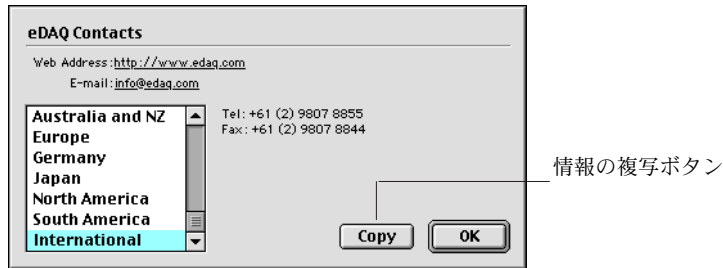 eDAQ Contacts
Web Address:http://www.edaq.com
E-mail:info@edaq.com
Australia and NZ
Europe
Germany
Japan
North America
South America
International
Tel: +61 (2) 9807 8855
Fax: +61 (2) 9807 8844
Copy
OK
情報の複写ボタン